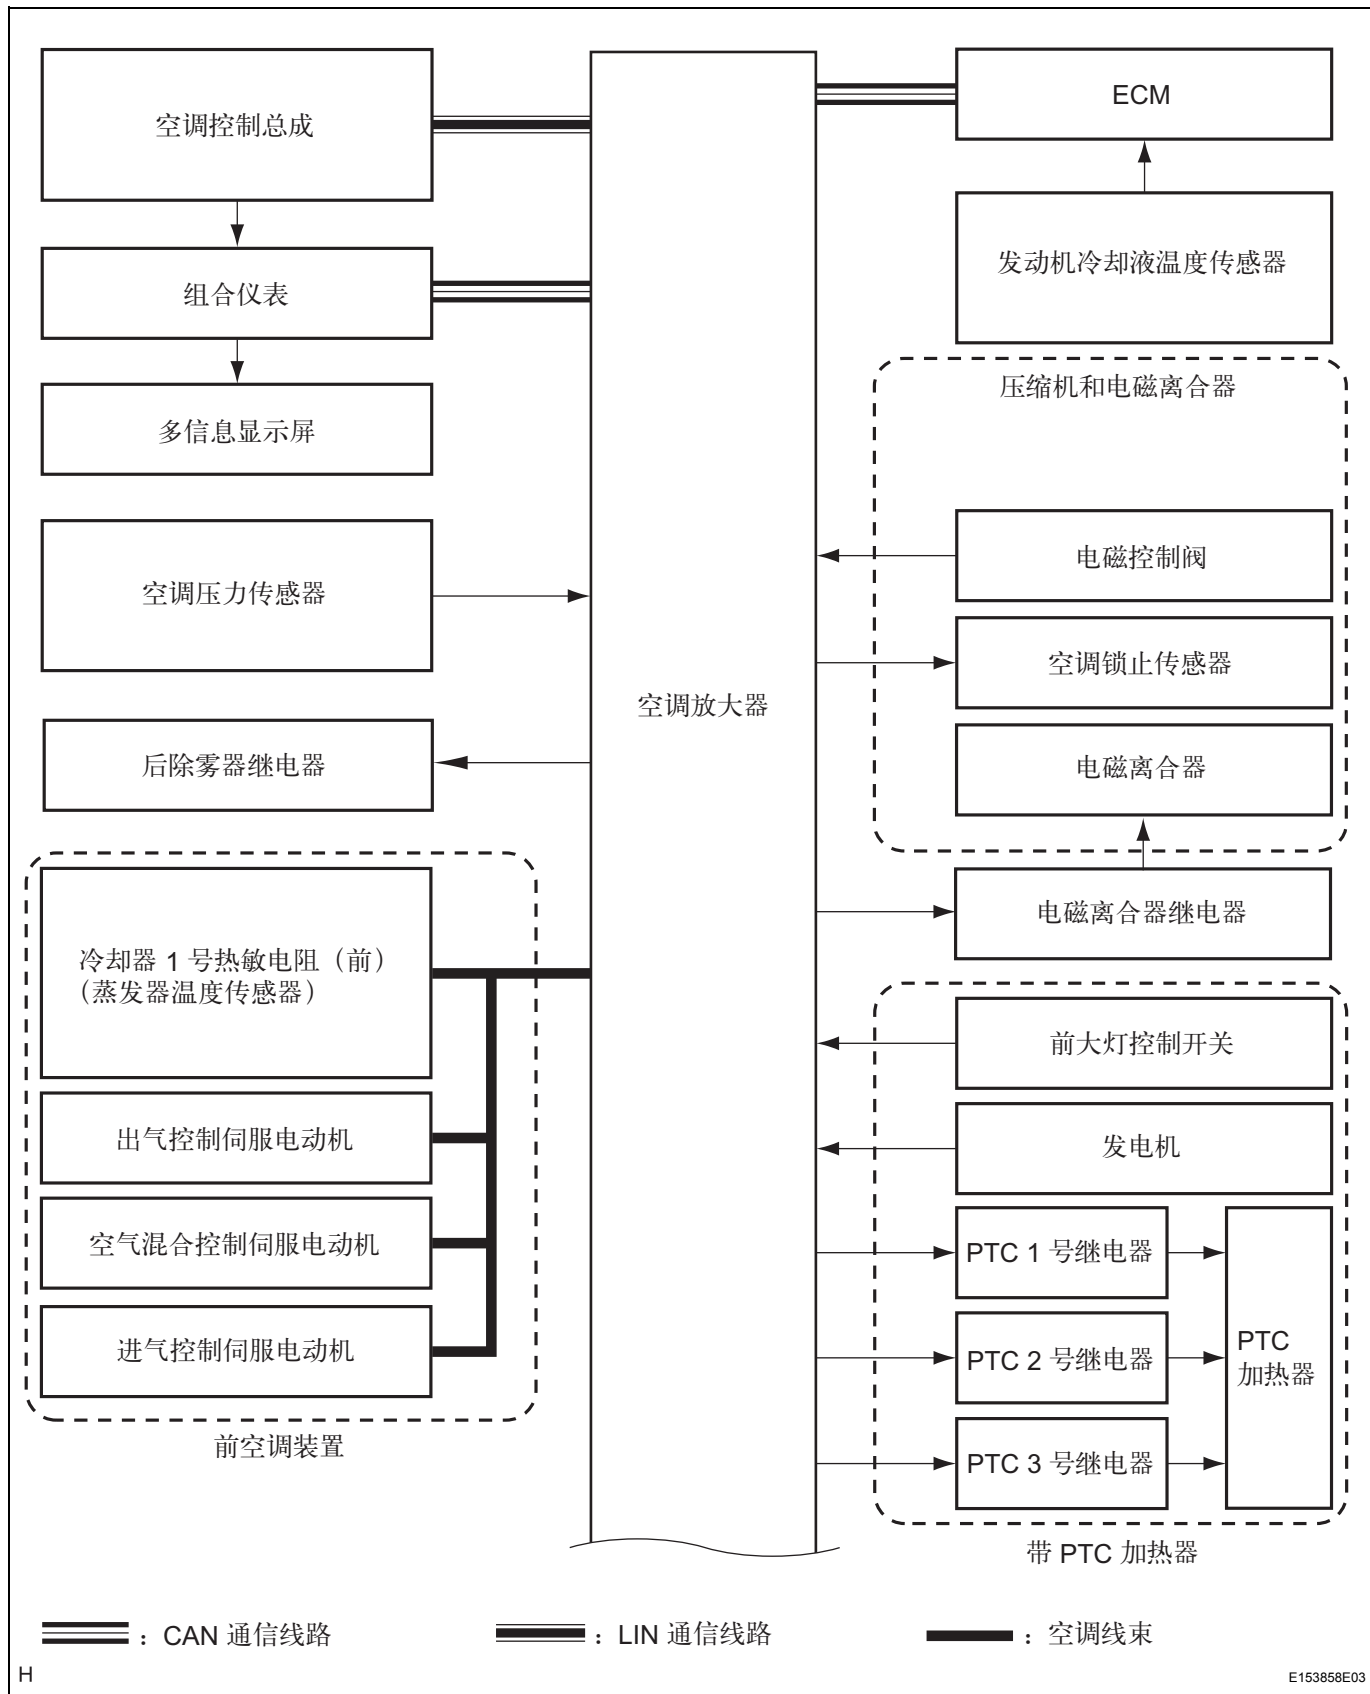 空调控制总成
组合仪表
多信息显示屏
空调压力传感器
后除雾器继电器
冷却器 1 号热敏电阻（前）
（蒸发器温度传感器）
出气控制伺服电动机
空气混合控制伺服电动机
进气控制伺服电动机
前空调装置
空调放大器
ECM
发动机冷却液温度传感器
压缩机和电磁离合器
电磁控制阀
空调锁止传感器
电磁离合器
电磁离合器继电器
前大灯控制开关
发电机
PTC 1 号继电器
PTC 2 号继电器
PTC 3 号继电器
PTC
加热器
带 PTC 加热器
：CAN 通信线路
：LIN 通信线路
：空调线束
H
E153858E03